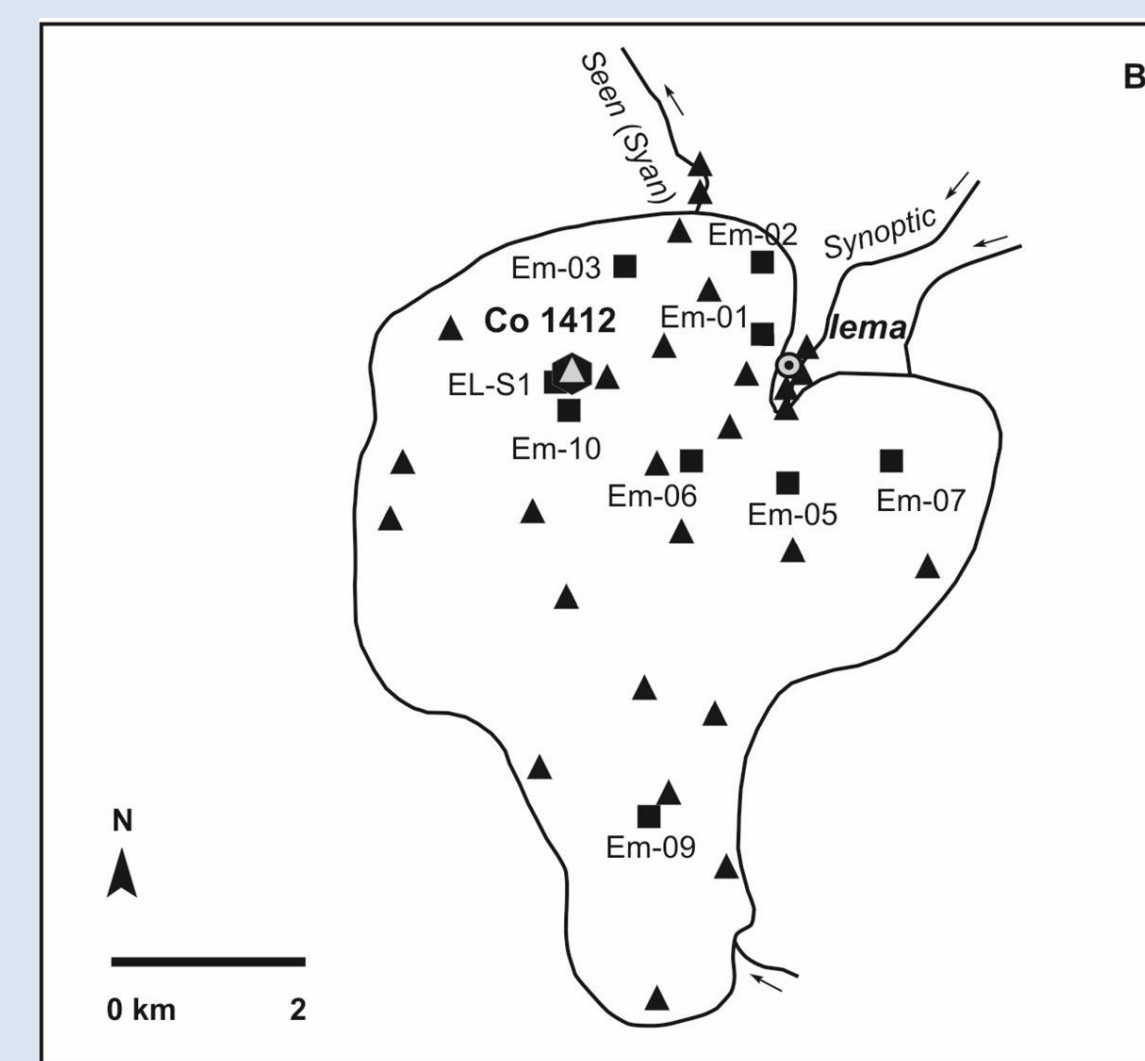 B
Seen (Syan)
Synoptic
Em-02
Em-03
Co 1412
Em-01
lema
EL-S1
Em-10
Em-06
Em-05
Em-07
Em-09
N
0 km 2